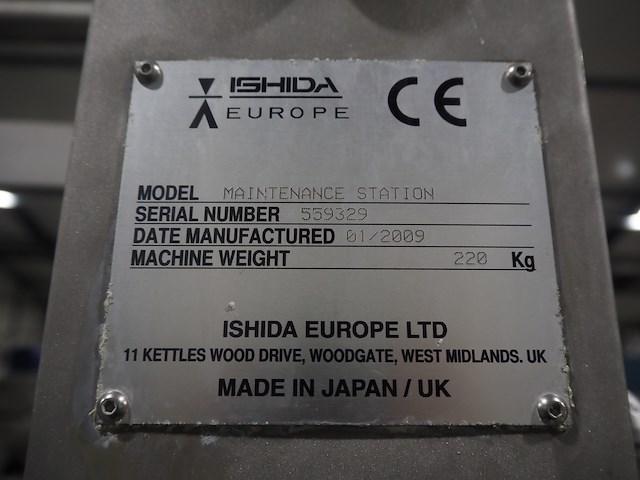 ISHIDA
EUROPE
CE
MODEL MAINTENANCE STATION
SERIAL NUMBER 559329
DATE MANUFACTURED 01/2009
MACHINE WEIGHT 220 Kg
ISHIDA EUROPE LTD
11 KETTLES WOOD DRIVE, WOODGATE, WEST MIDLANDS. UK
MADE IN JAPAN / UK